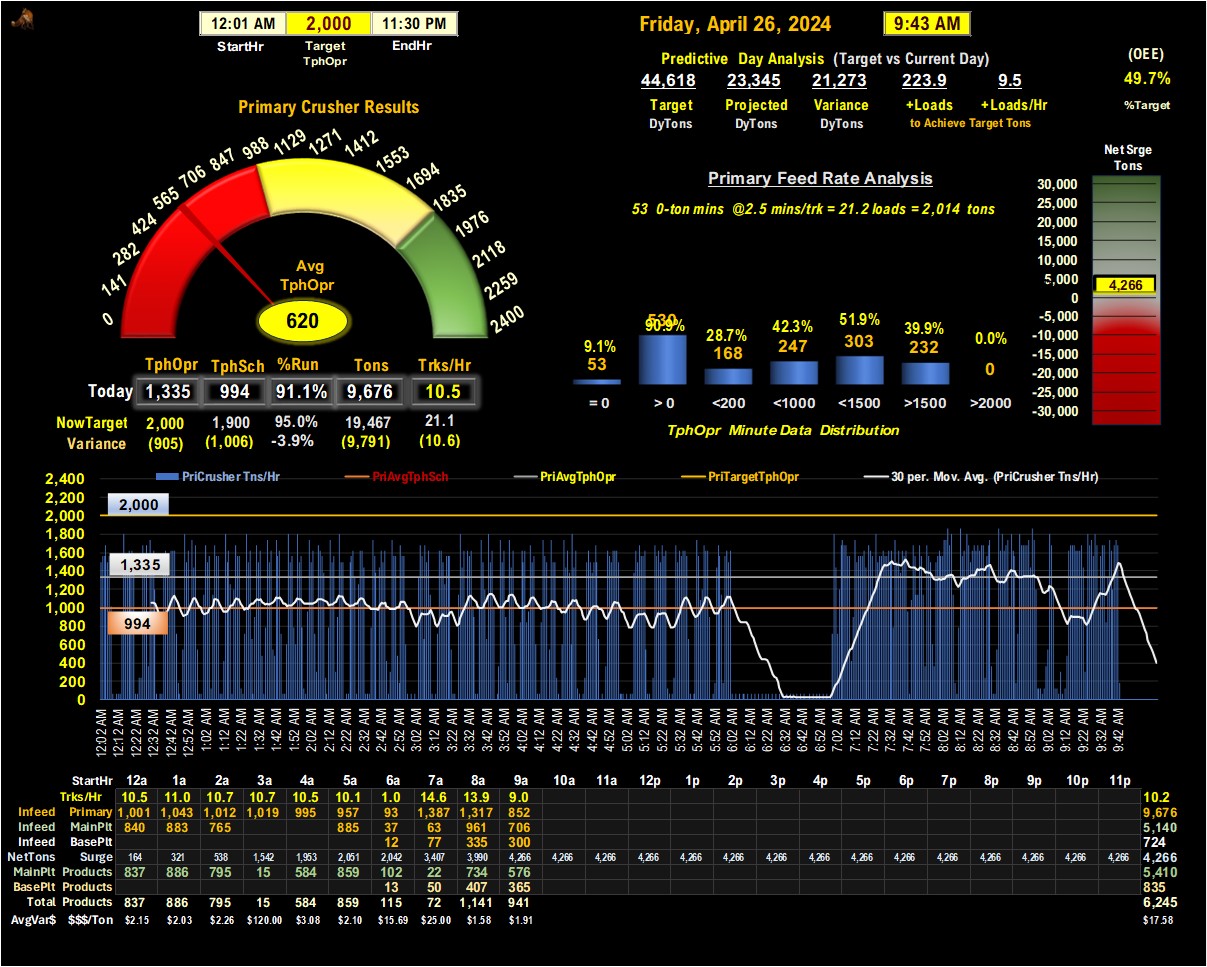 12:01 AM 2,000 11:30 PM
StartHr Target TphOpr EndHr
Friday, April 26, 2024 9:43 AM
Predictive Day Analysis (Target vs Current Day)
44,618 23,345 21,273 223.9 9.5
Target Projected Variance +Loads +Loads/Hr
DyTons DyTons DyTons to Achieve Target Tons
(OEE)
49.7%
%Target
Primary Crusher Results
0 141 282 424 565 706 847 988 1129 1271 1412 1553 1694 1835 1976 2118 2259 2400
Avg
TphOpr
620
TphOpr TphSch %Run Tons Trks/Hr
Today 1,335 994 91.1% 9,676 10.5
NowTarget 2,000 1,900 95.0% 19,467 21.1
Variance (905) (1,006) -3.9% (9,791) (10.6)
Primary Feed Rate Analysis
53 0-ton mins @2.5 mins/trk = 21.2 loads = 2,014 tons
9.1% 90.9% 28.7% 42.3% 51.9% 39.9% 0.0%
53 530 168 247 303 232 0
= 0 > 0 <200 <1000 <1500 >1500 >2000
TphOpr Minute Data Distribution
Net Srge
Tons
30,000
25,000
20,000
15,000
10,000
5,000
4,266
0
-5,000
-10,000
-15,000
-20,000
-25,000
-30,000
PriCrusher Tns/Hr PriAvgTphSch PriAvgTphOpr PriTargetTphOpr 30 per. Mov. Avg. (PriCrusher Tns/Hr)
2,400
2,200
2,000
1,800
1,600
1,400
1,200
1,000
800
600
400
200
0
2,000
1,335
994
12:02 AM 12:12 AM 12:22 AM 12:32 AM 12:42 AM 12:52 AM 1:02 AM 1:12 AM 1:22 AM 1:32 AM 1:42 AM 1:52 AM 2:02 AM 2:12 AM 2:22 AM 2:32 AM 2:42 AM 2:52 AM 3:02 AM 3:12 AM 3:22 AM 3:32 AM 3:42 AM 3:52 AM 4:02 AM 4:12 AM 4:22 AM 4:32 AM 4:42 AM 4:52 AM 5:02 AM 5:12 AM 5:22 AM 5:32 AM 5:42 AM 5:52 AM 6:02 AM 6:12 AM 6:22 AM 6:32 AM 6:42 AM 6:52 AM 7:02 AM 7:12 AM 7:22 AM 7:32 AM 7:42 AM 7:52 AM 8:02 AM 8:12 AM 8:22 AM 8:32 AM 8:42 AM 8:52 AM 9:02 AM 9:12 AM 9:22 AM 9:32 AM 9:42 AM
StartHr 12a 1a 2a 3a 4a 5a 6a 7a 8a 9a 10a 11a 12p 1p 2p 3p 4p 5p 6p 7p 8p 9p 10p 11p
Trks/Hr 10.5 11.0 10.7 10.7 10.5 10.1 1.0 14.6 13.9 9.0 10.2
Infeed Primary 1,001 1,043 1,012 1,019 995 957 93 1,387 1,317 852 9,676
Infeed MainPlt 840 883 765 885 37 63 961 706 5,140
Infeed BasePlt 12 77 335 300 724
NetTons Surge 164 321 538 1,542 1,953 2,051 2,042 3,407 3,990 4,266 4,266 4,266 4,266 4,266 4,266 4,266 4,266 4,266 4,266 4,266 4,266 4,266 4,266 4,266 4,266
MainPlt Products 837 886 795 15 584 859 102 22 734 576 5,410
BasePlt Products 13 50 407 365 835
Total Products 837 886 795 15 584 859 115 72 1,141 941 6,245
AvgVar$ $$$/Ton $2.15 $2.03 $2.26 $120.00 $3.08 $2.10 $15.69 $25.00 $1.58 $1.91 $17.58